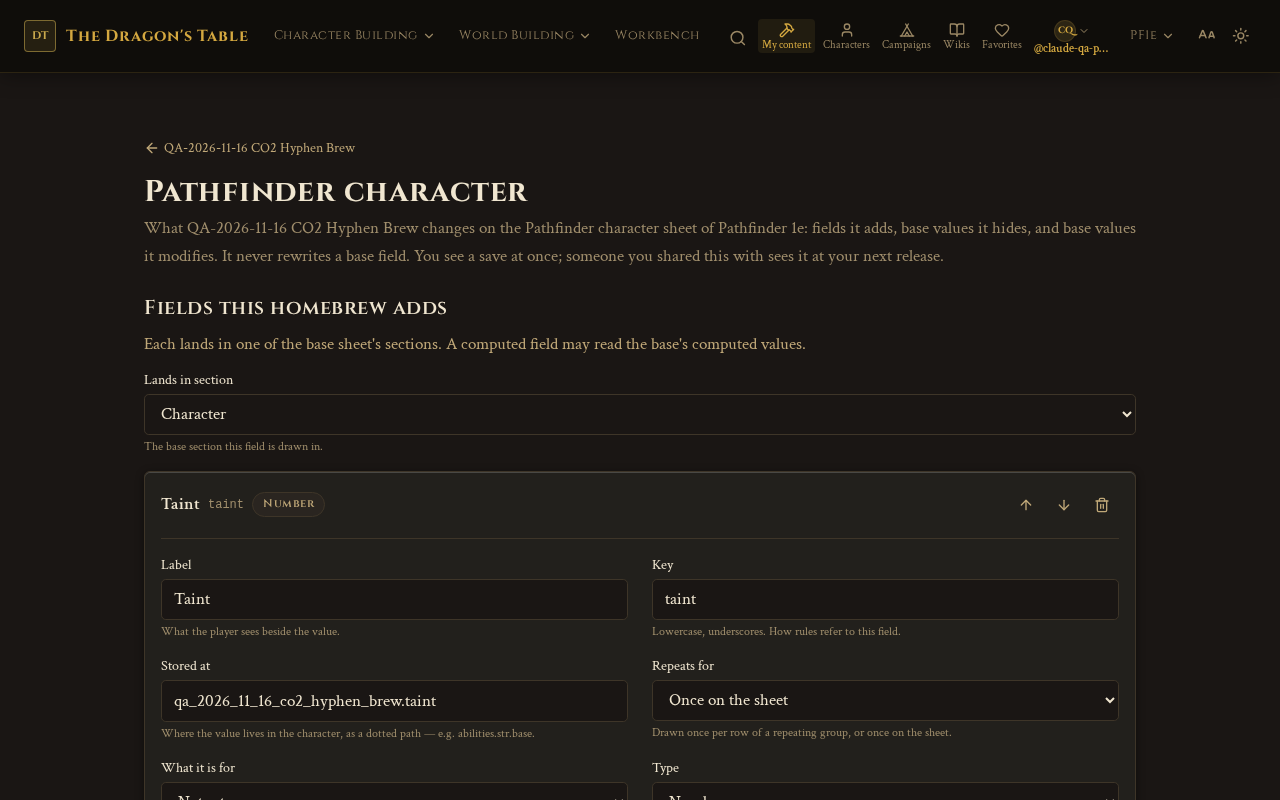 DT The Dragon's Table Character Building World Building Workbench My content Characters Campaigns Wikis Favorites CQ @claude-qa-p… PF1e AA
QA-2026-11-16 CO2 Hyphen Brew
Pathfinder character
What QA-2026-11-16 CO2 Hyphen Brew changes on the Pathfinder character sheet of Pathfinder 1e: fields it adds, base values it hides, and base values
it modifies. It never rewrites a base field. You see a save at once; someone you shared this with sees it at your next release.
Fields this homebrew adds
Each lands in one of the base sheet's sections. A computed field may read the base's computed values.
Lands in section
Character
The base section this field is drawn in.
Taint taint Number
Label Key
Taint taint
What the player sees beside the value. Lowercase, underscores. How rules refer to this field.
Stored at Repeats for
qa_2026_11_16_co2_hyphen_brew.taint Once on the sheet
Where the value lives in the character, as a dotted path — e.g. abilities.str.base. Drawn once per row of a repeating group, or once on the sheet.
What it is for Type